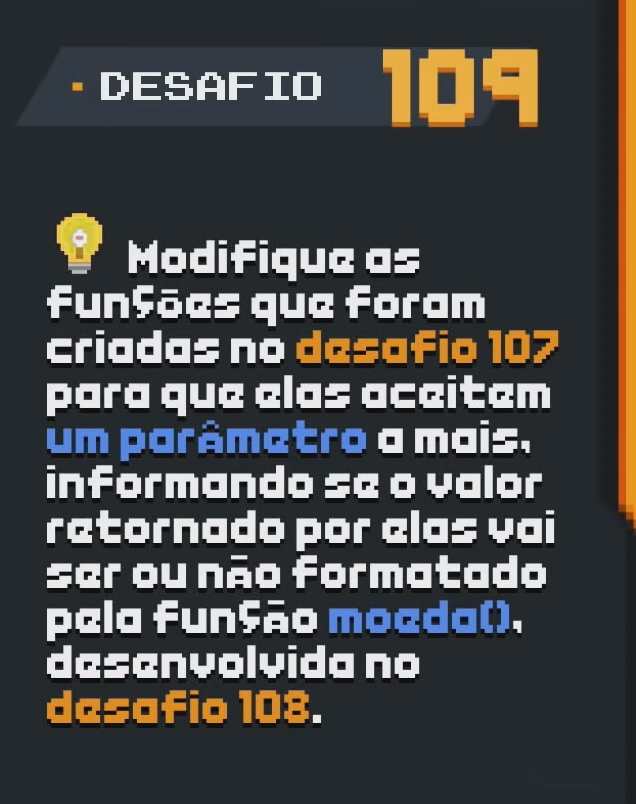 DESAFIO 109
Modifique as
funções que foram
criadas no desafio 107
para que elas aceitem
um parâmetro a mais,
informando se o valor
retornado por elas vai
ser ou não formatado
pela função moeda(),
desenvolvida no
desafio 108.